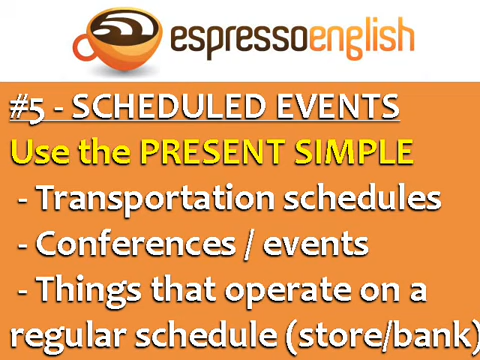 espressoenglish
#5 - SCHEDULED EVENTS
Use the PRESENT SIMPLE
- Transportation schedules
- Conferences / events
- Things that operate on a
regular schedule (store/bank)